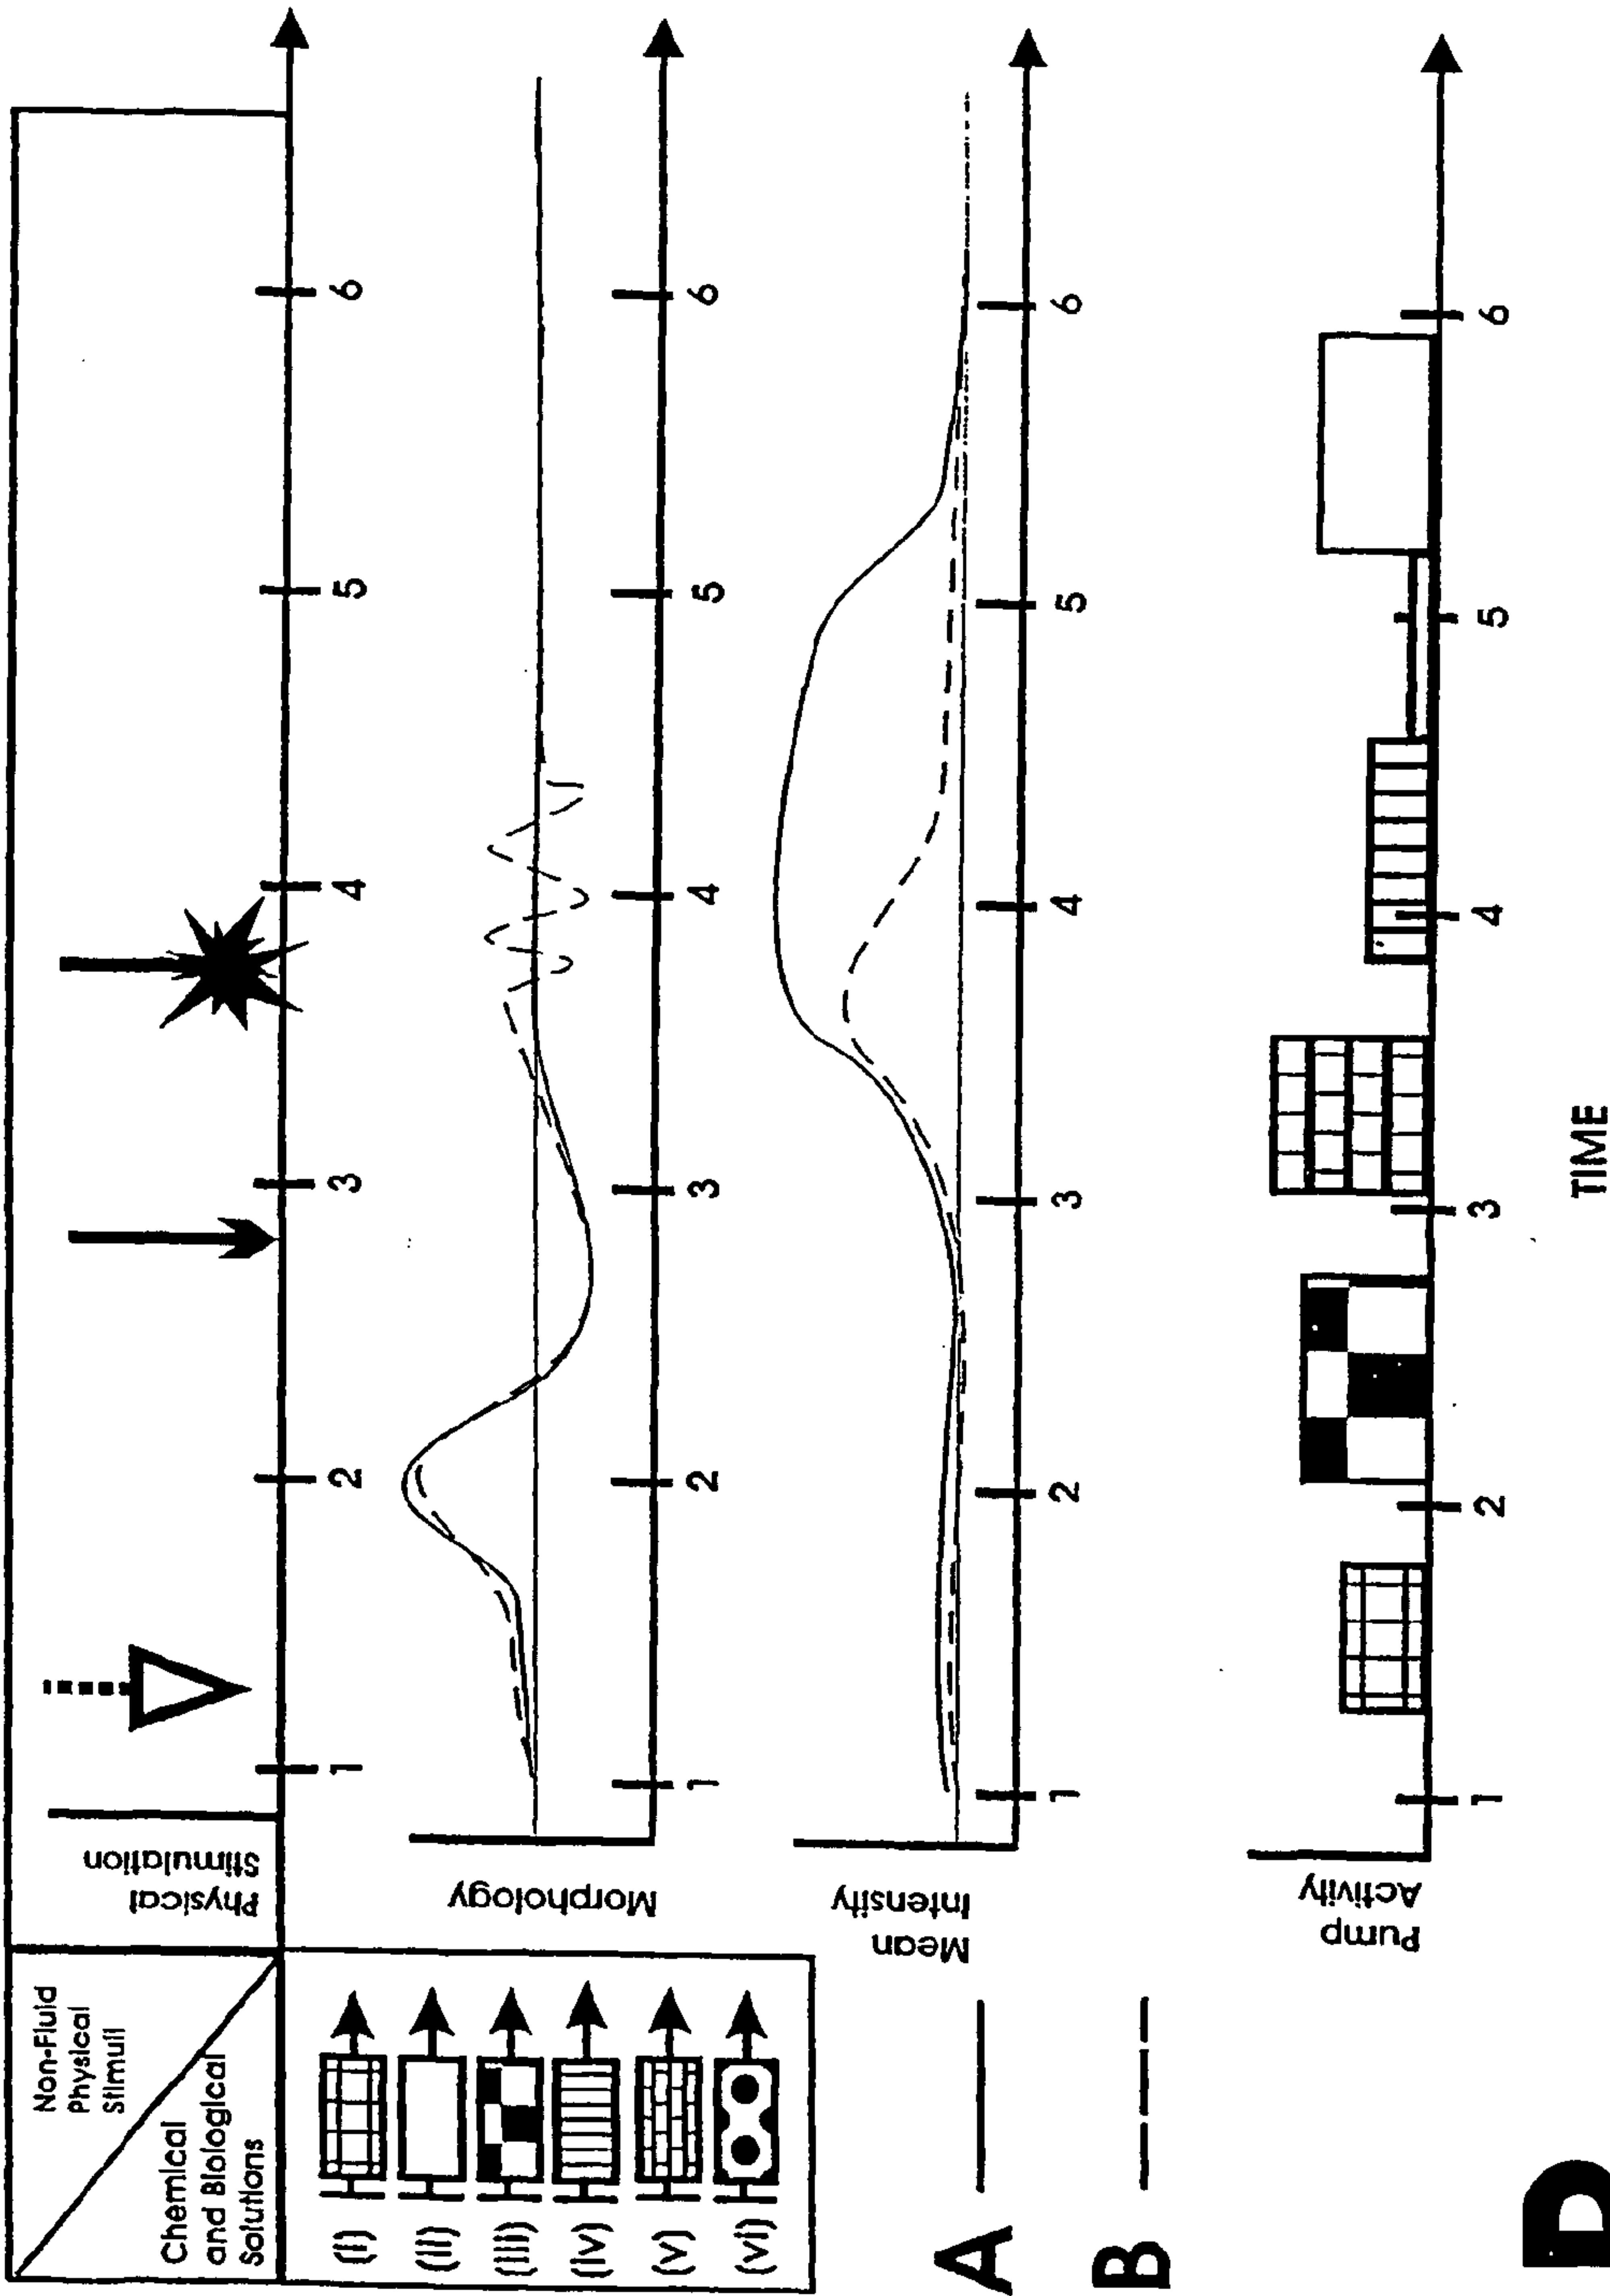 Non-Fluid
Physical
Stimuli
Chemical
and Biological
Solutions
(i)
(ii)
(iii)
(iv)
(v)
(vi)
A
B
Physical
Stimulation
1 2 3 4 5 6
Morphology
1 2 3 4 5 6
Mean
Intensity
1 2 3 4 5 6
Pump
Activity
1 2 3 4 5 6
TIME
D